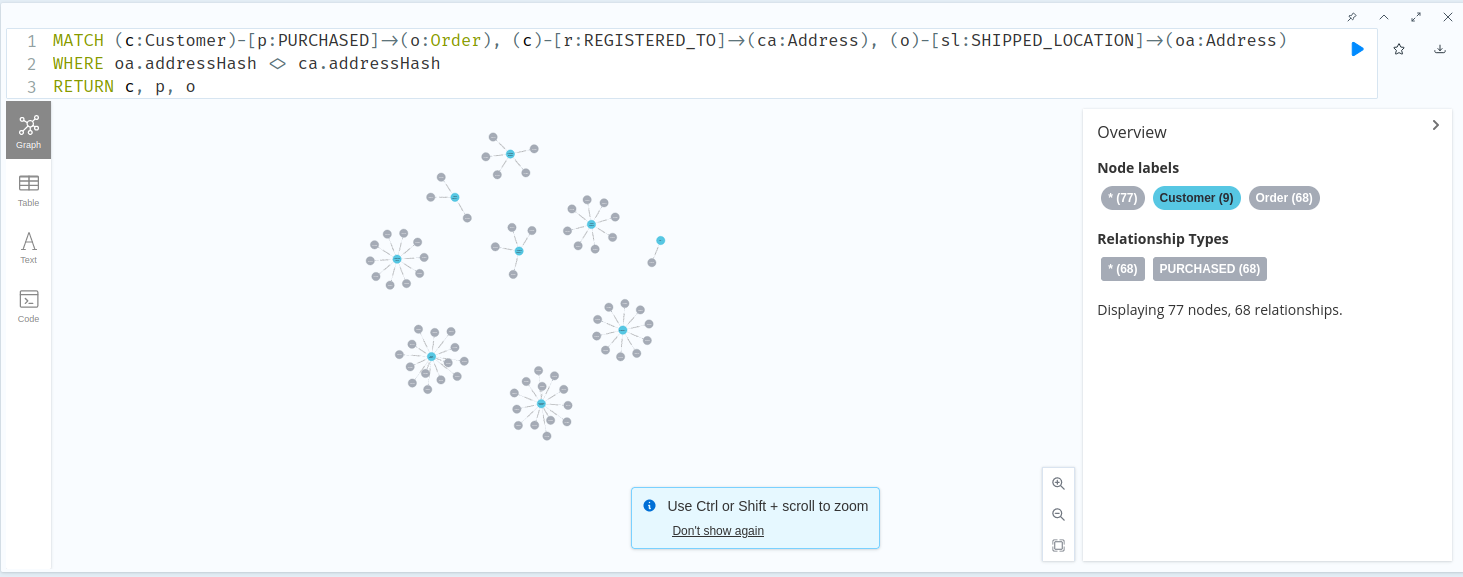 1 MATCH (c:Customer)-[p:PURCHASED]->(o:Order), (c)-[r:REGISTERED_TO]->(ca:Address), (o)-[sl:SHIPPED_LOCATION]->(oa:Address)
2 WHERE oa.addressHash <> ca.addressHash
3 RETURN c, p, o
Graph
Table
Text
Code
Overview
Node labels
* (77) Customer (9) Order (68)
Relationship Types
* (68) PURCHASED (68)
Displaying 77 nodes, 68 relationships.
Use Ctrl or Shift + scroll to zoom
Don't show again